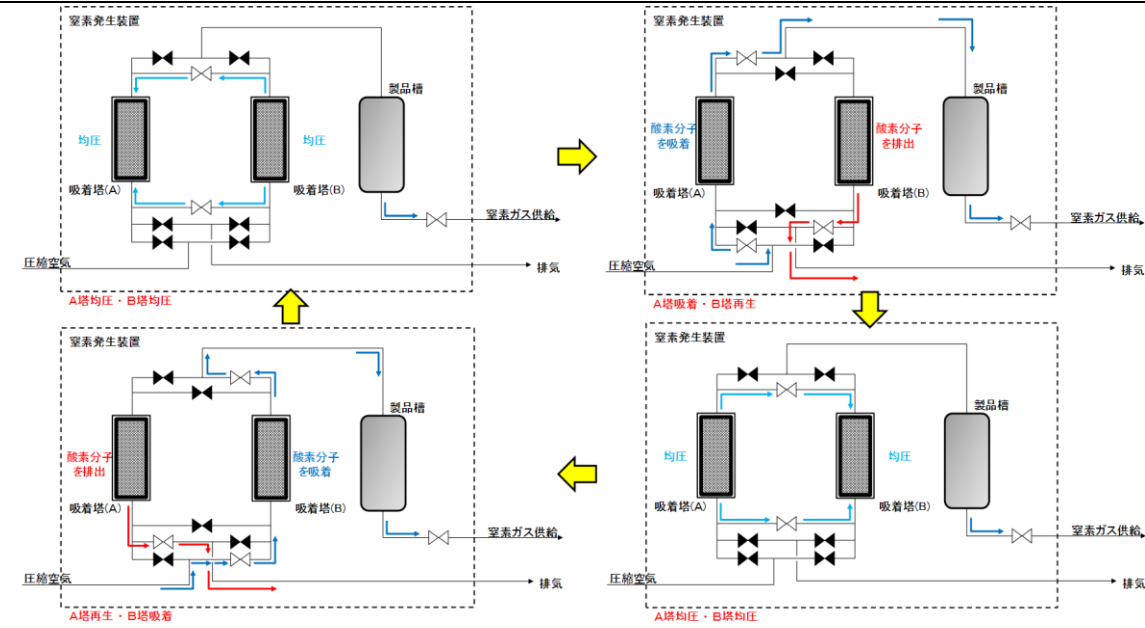 窒素発生装置
製品槽
均圧
均圧
吸着塔(A)
吸着塔(B)
窒素ガス供給
圧縮空気
排気
A塔均圧・B塔均圧
窒素発生装置
製品槽
酸素分子
を吸着
酸素分子
を排出
吸着塔(A)
吸着塔(B)
窒素ガス供給
圧縮空気
排気
A塔吸着・B塔再生
窒素発生装置
製品槽
酸素分子
を排出
酸素分子
を吸着
吸着塔(A)
吸着塔(B)
窒素ガス供給
圧縮空気
排気
A塔再生・B塔吸着
窒素発生装置
製品槽
均圧
均圧
吸着塔(A)
吸着塔(B)
窒素ガス供給
圧縮空気
排気
A塔均圧・B塔均圧